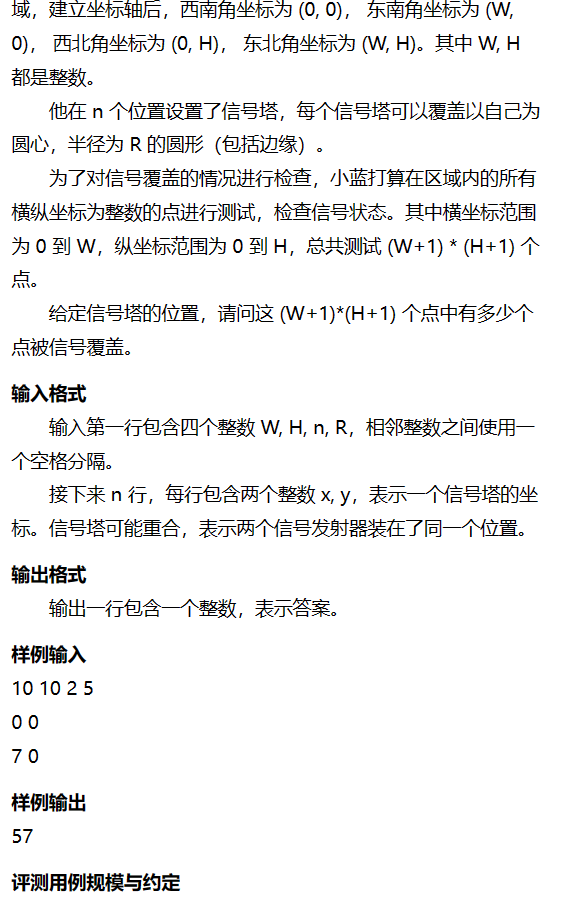 域，建立坐标轴后，西南角坐标为 (0, 0)， 东南角坐标为 (W,
0)， 西北角坐标为 (0, H)， 东北角坐标为 (W, H)。其中 W, H
都是整数。
他在 n 个位置设置了信号塔，每个信号塔可以覆盖以自己为
圆心，半径为 R 的圆形（包括边缘）。
为了对信号覆盖的情况进行检查，小蓝打算在区域内的所有
横纵坐标为整数的点进行测试，检查信号状态。其中横坐标范围
为 0 到 W，纵坐标范围为 0 到 H，总共测试 (W+1) * (H+1) 个
点。
给定信号塔的位置，请问这 (W+1)*(H+1) 个点中有多少个
点被信号覆盖。
输入格式
输入第一行包含四个整数 W, H, n, R，相邻整数之间使用一
个空格分隔。
接下来 n 行，每行包含两个整数 x, y，表示一个信号塔的坐
标。信号塔可能重合，表示两个信号发射器装在了同一个位置。
输出格式
输出一行包含一个整数，表示答案。
样例输入
10 10 2 5
0 0
7 0
样例输出
57
评测用例规模与约定